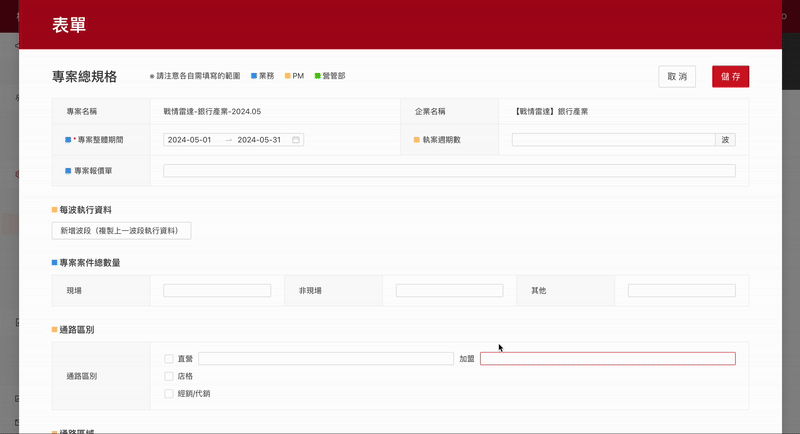 表單
專案總規格 ※請注意各自需填寫的範圍 業務 PM 營管部 取消 儲存
專案名稱 戰情雷達-銀行產業-2024.05 企業名稱 【戰情雷達】銀行產業
*專案整體期間 2024-05-01 → 2024-05-31 執案週期數 波
專案報價單
每波執行資料
新增波段（複製上一波段執行資料）
專案案件總數量
現場 非現場 其他
通路區別
直營 加盟
通路區別 店格
經銷/代銷
通路區域